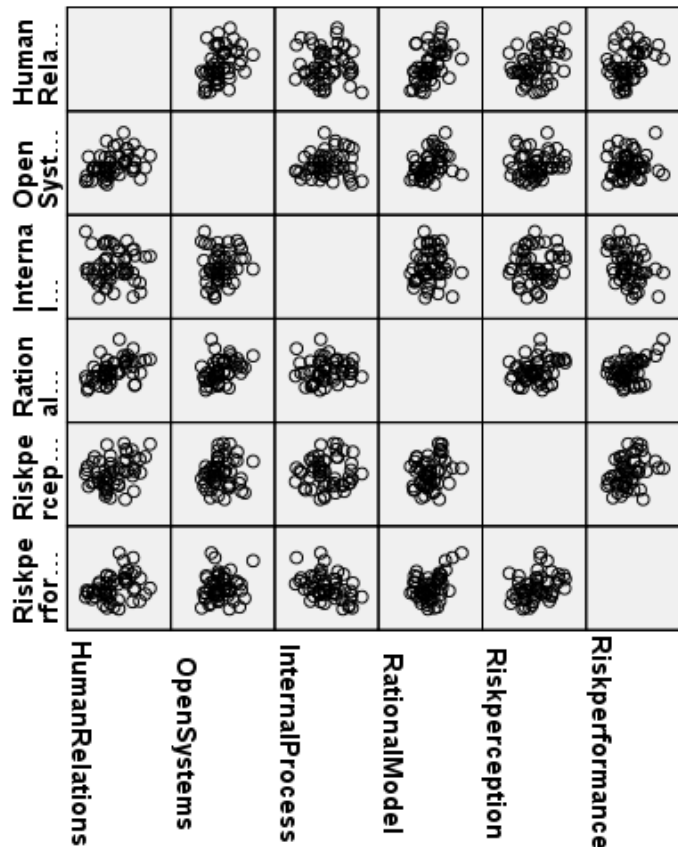 Human
Rela...
Open
Syst...
Interna
l...
Ration
al...
Riskpe
rcep...
Riskpe
rfor...
HumanRelations
OpenSystems
InternalProcess
RationalModel
Riskperception
Riskperformance